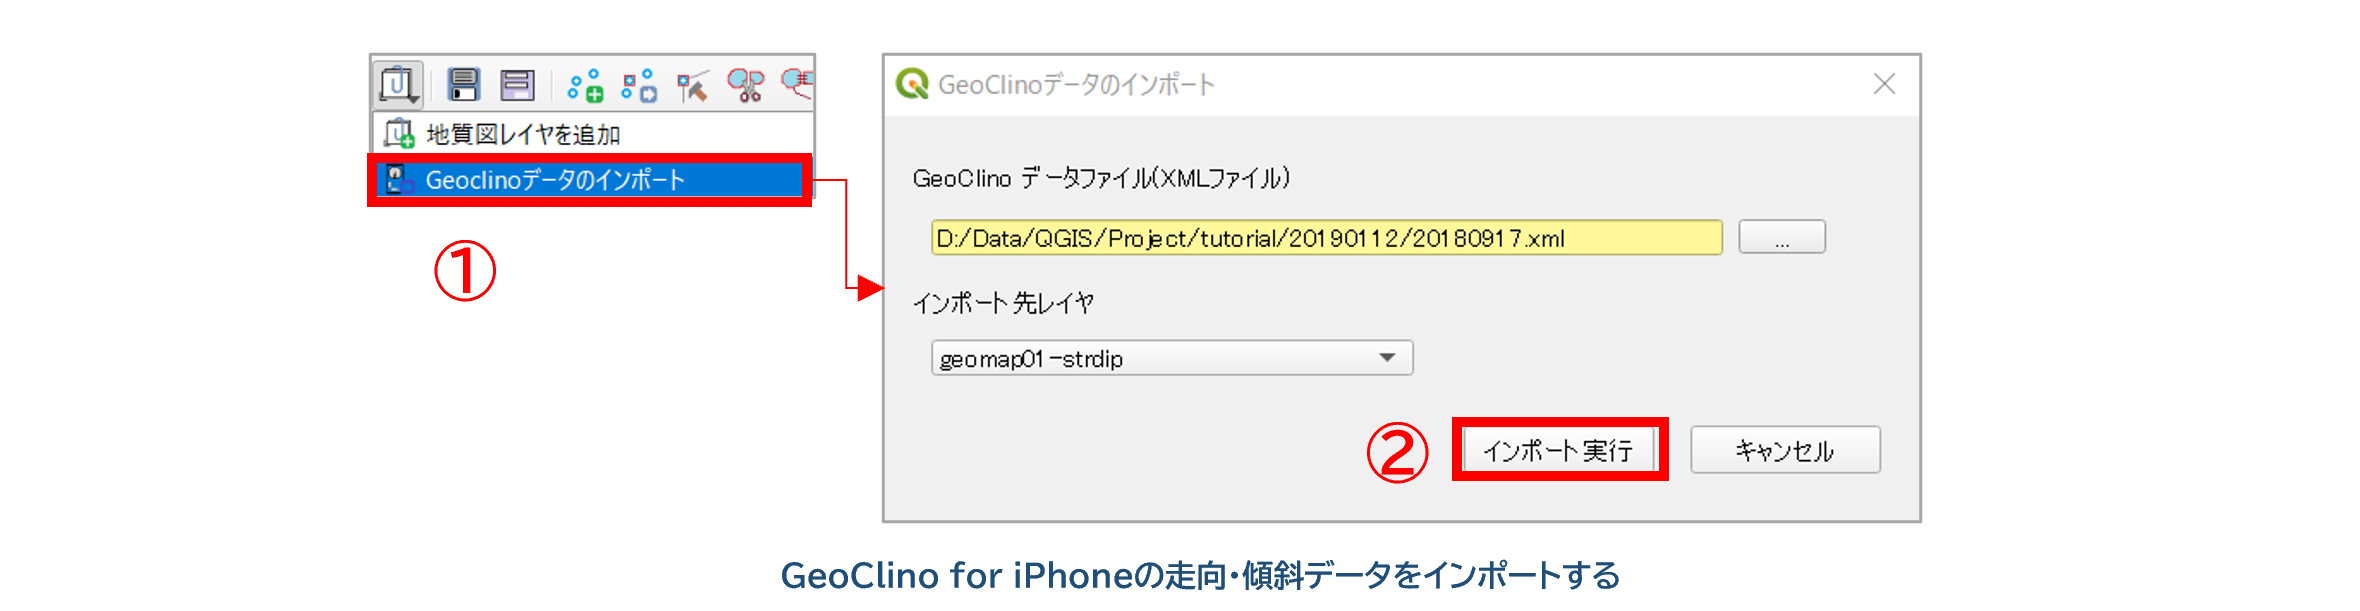 地質図レイヤを追加
Geoclinoデータのインポート
①
GeoClinoデータのインポート
GeoClino データファイル(XMLファイル)
D:/Data/QGIS/Project/tutorial/20190112/20180917.xml
...
インポート先レイヤ
geomap01-strdip
②
インポート実行
キャンセル
GeoClino for iPhoneの走向・傾斜データをインポートする